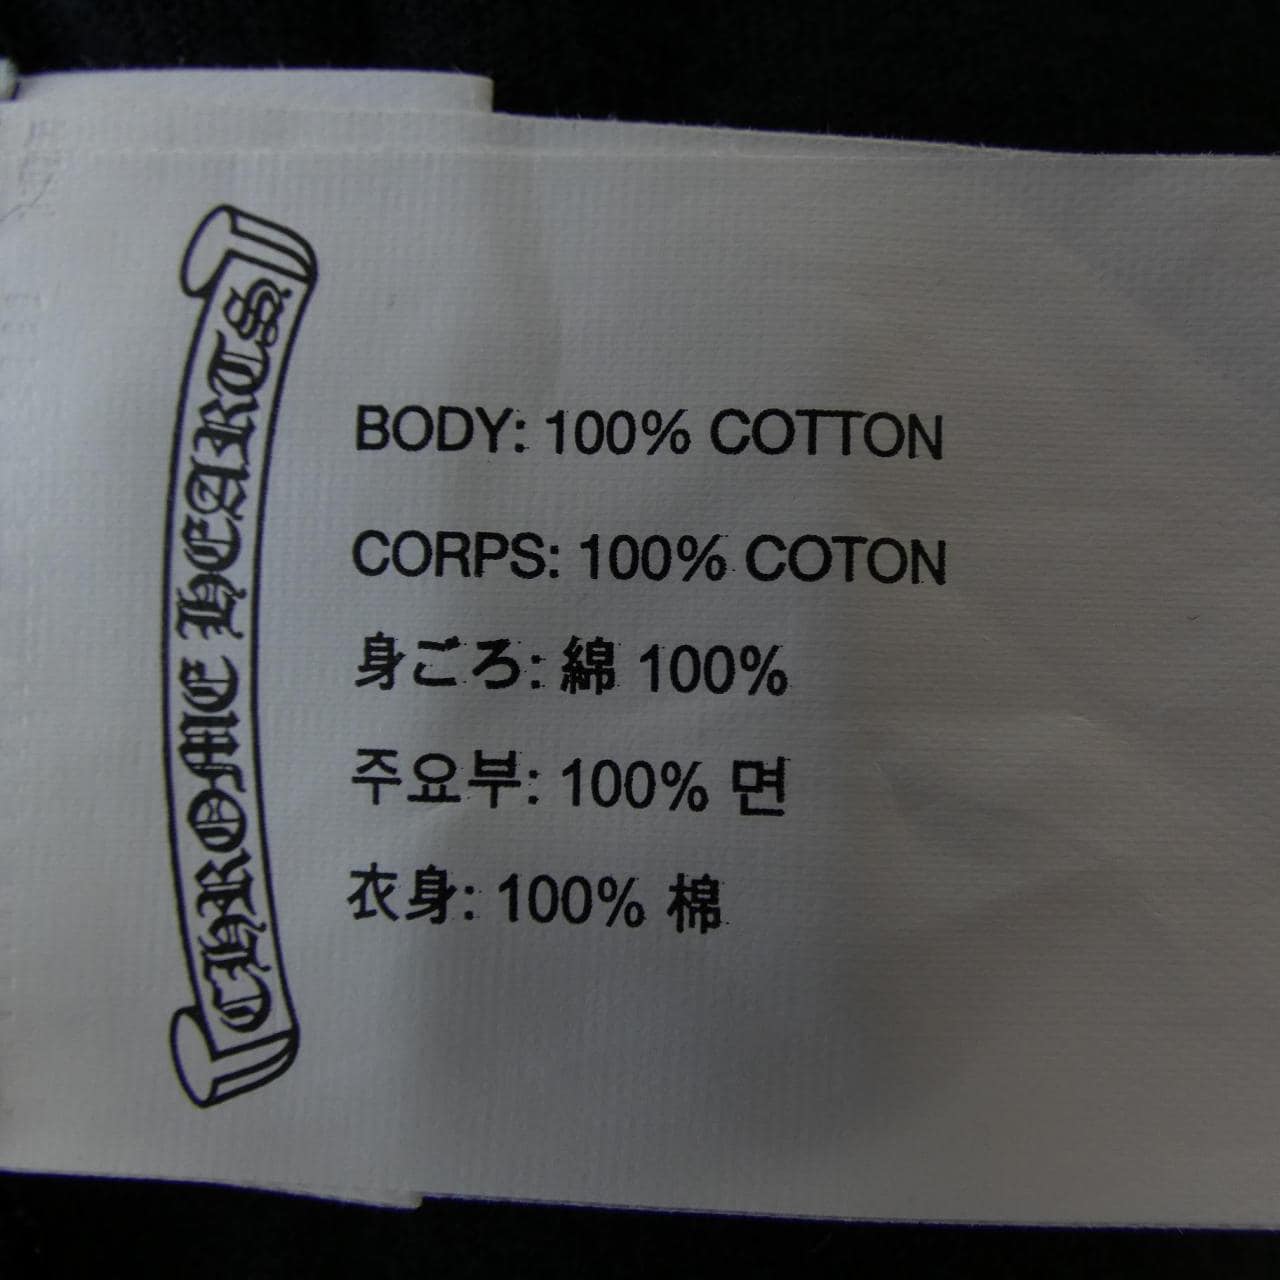 CHROME HEARTS
BODY: 100% COTTON
CORPS: 100% COTON
身ごろ: 綿 100%
주요부: 100% 면
衣身: 100% 棉